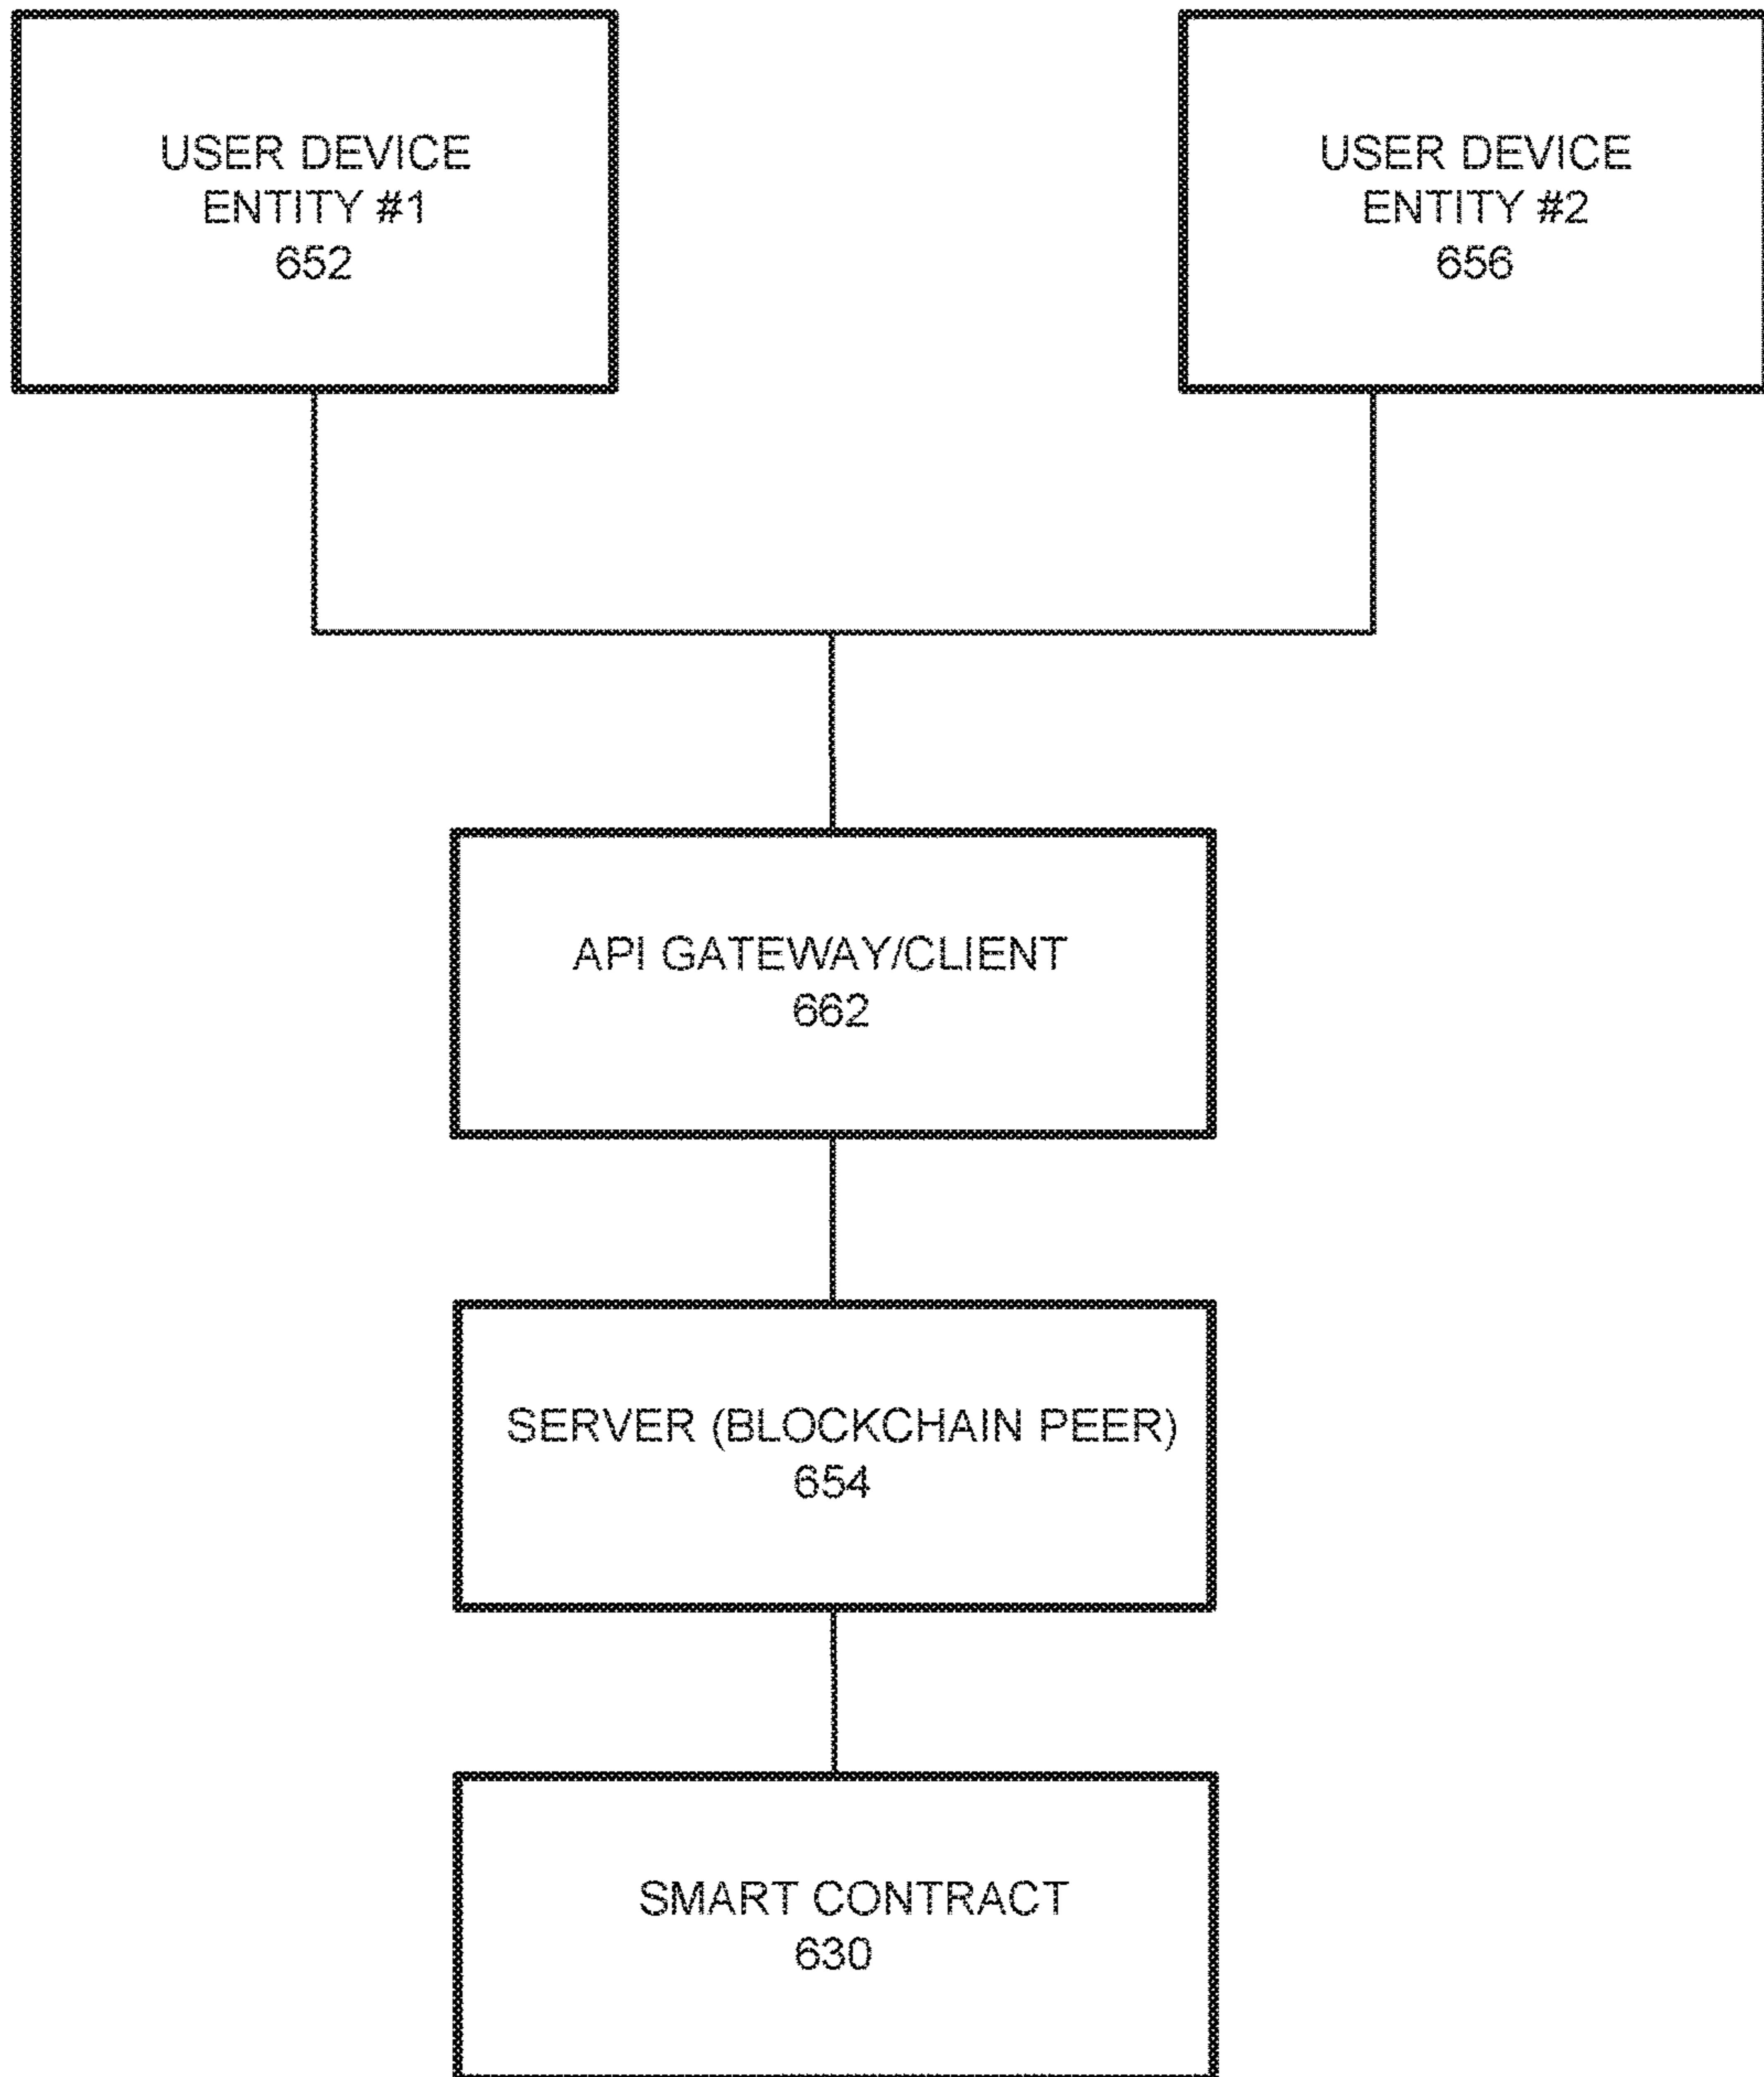 USER DEVICE
ENTITY #1
652
USER DEVICE
ENTITY #2
656
API GATEWAY/CLIENT
662
SERVER (BLOCKCHAIN PEER)
654
SMART CONTRACT
630